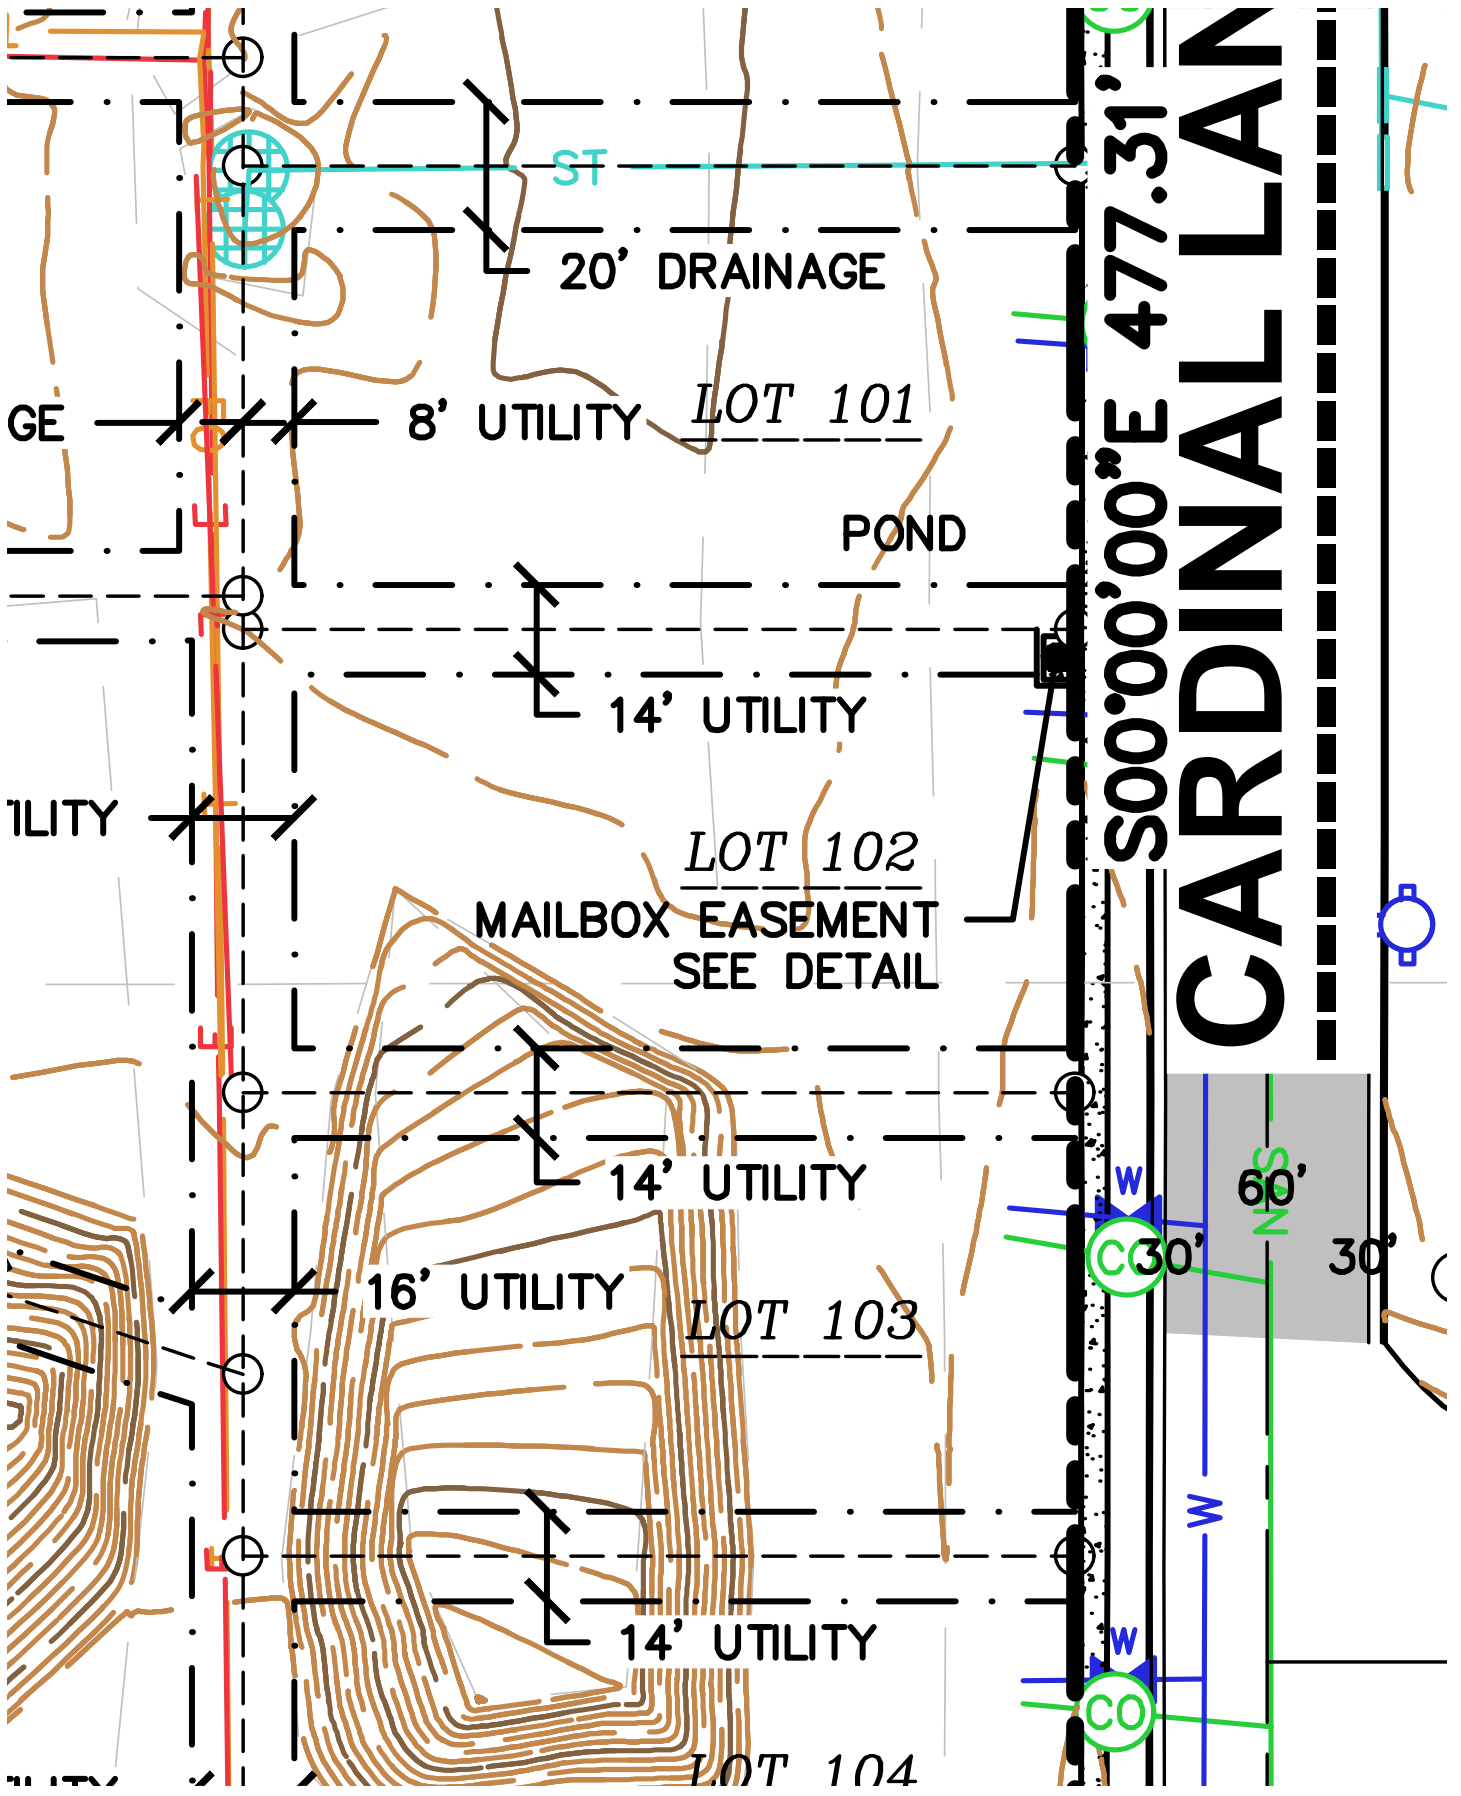 ST
20' DRAINAGE
GE
8' UTILITY
LOT 101
POND
14' UTILITY
ILITY
LOT 102
MAILBOX EASEMENT
SEE DETAIL
14' UTILITY
16' UTILITY
LOT 103
14' UTILITY
LOT 104
S00°00'00"E 477.31'
CARDINAL LAN
W
CO
30'
60'
SAN
30'
W
W
CO
E
E